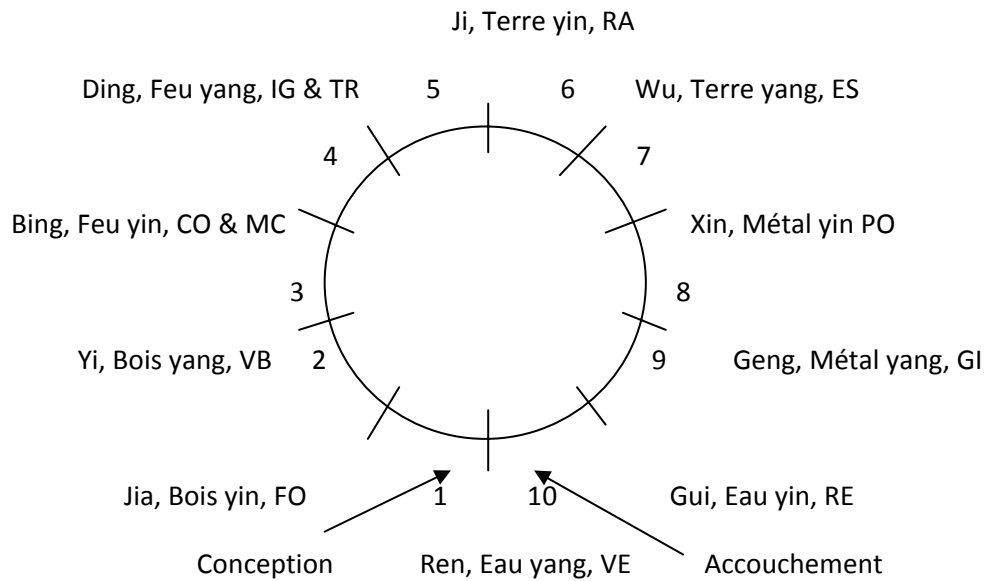 Ji, Terre yin, RA
Ding, Feu yang, IG & TR 5 6 Wu, Terre yang, ES
4 7
Bing, Feu yin, CO & MC Xin, Métal yin PO
3 8
Yi, Bois yang, VB 2 9 Geng, Métal yang, GI
Jia, Bois yin, FO 1 10 Gui, Eau yin, RE
Conception Ren, Eau yang, VE Accouchement